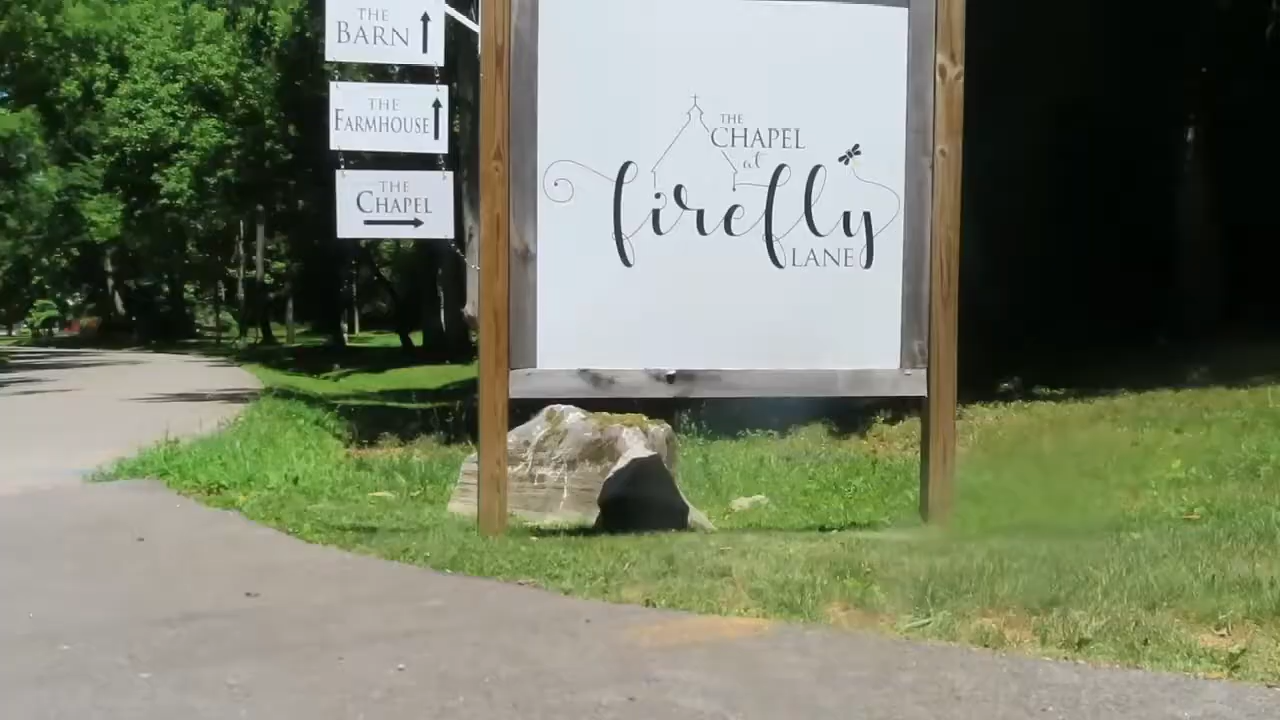 THE
BARN
THE
FARMHOUSE
THE
CHAPEL
THE
CHAPEL
at
firefly
LANE